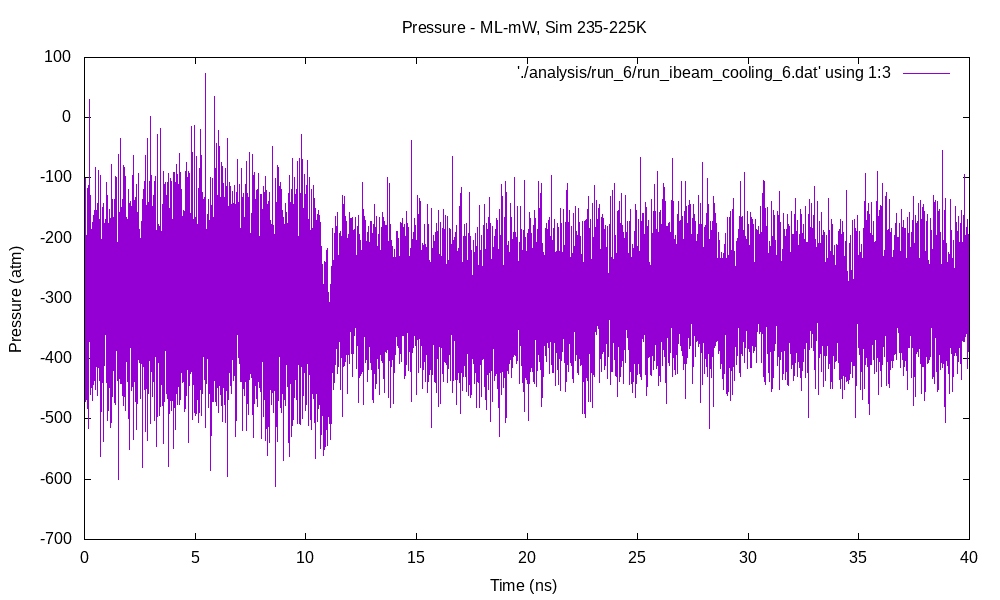 Pressure - ML-mW, Sim 235-225K
'./analysis/run_6/run_ibeam_cooling_6.dat' using 1:3
100
0
-100
-200
-300
-400
-500
-600
-700
Pressure (atm)
0 5 10 15 20 25 30 35 40
Time (ns)